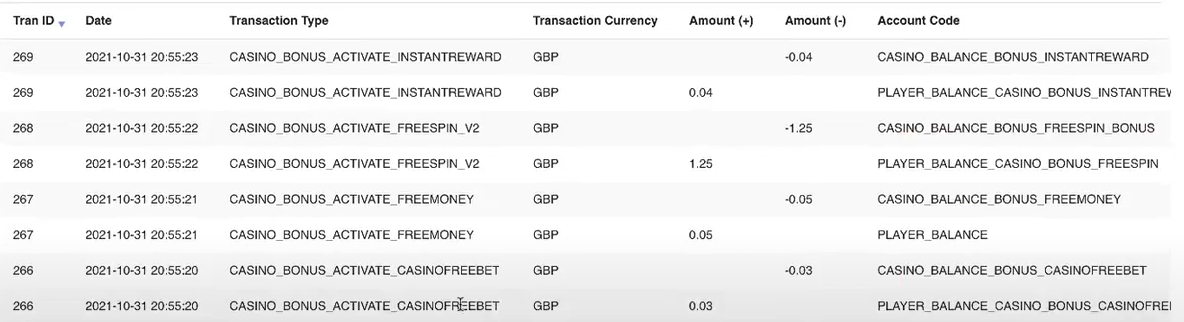 Tran ID Date Transaction Type Transaction Currency Amount (+) Amount (-) Account Code
269 2021-10-31 20:55:23 CASINO_BONUS_ACTIVATE_INSTANTREWARD GBP -0.04 CASINO_BALANCE_BONUS_INSTANTREWARD
269 2021-10-31 20:55:23 CASINO_BONUS_ACTIVATE_INSTANTREWARD GBP 0.04 PLAYER_BALANCE_CASINO_BONUS_INSTANTREW
268 2021-10-31 20:55:22 CASINO_BONUS_ACTIVATE_FREESPIN_V2 GBP -1.25 CASINO_BALANCE_BONUS_FREESPIN_BONUS
268 2021-10-31 20:55:22 CASINO_BONUS_ACTIVATE_FREESPIN_V2 GBP 1.25 PLAYER_BALANCE_CASINO_BONUS_FREESPIN
267 2021-10-31 20:55:21 CASINO_BONUS_ACTIVATE_FREEMONEY GBP -0.05 CASINO_BALANCE_BONUS_FREEMONEY
267 2021-10-31 20:55:21 CASINO_BONUS_ACTIVATE_FREEMONEY GBP 0.05 PLAYER_BALANCE
266 2021-10-31 20:55:20 CASINO_BONUS_ACTIVATE_CASINOFREEBET GBP -0.03 CASINO_BALANCE_BONUS_CASINOFREEBET
266 2021-10-31 20:55:20 CASINO_BONUS_ACTIVATE_CASINOFREEBET GBP 0.03 PLAYER_BALANCE_CASINO_BONUS_CASINOFREI